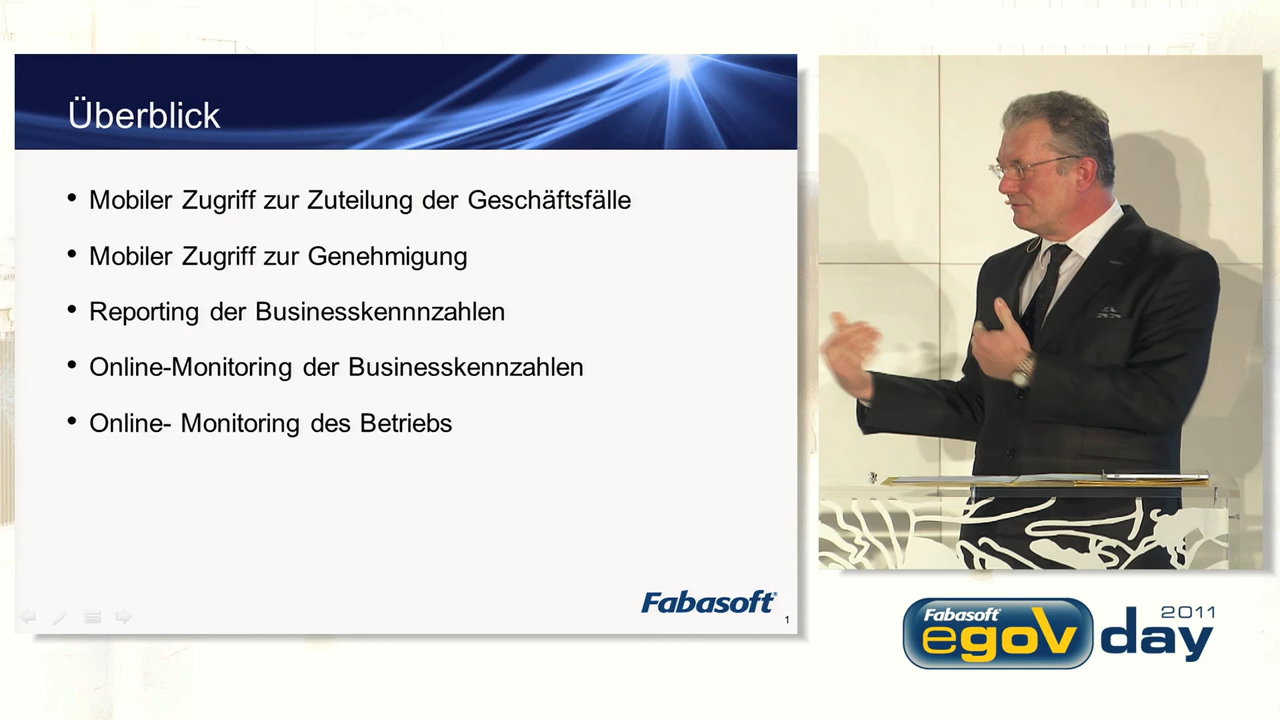 Überblick
• Mobiler Zugriff zur Zuteilung der Geschäftsfälle
• Mobiler Zugriff zur Genehmigung
• Reporting der Businesskennnzahlen
• Online-Monitoring der Businesskennzahlen
• Online- Monitoring des Betriebs
Fabasoft
1
Fabasoft
egov day 2011